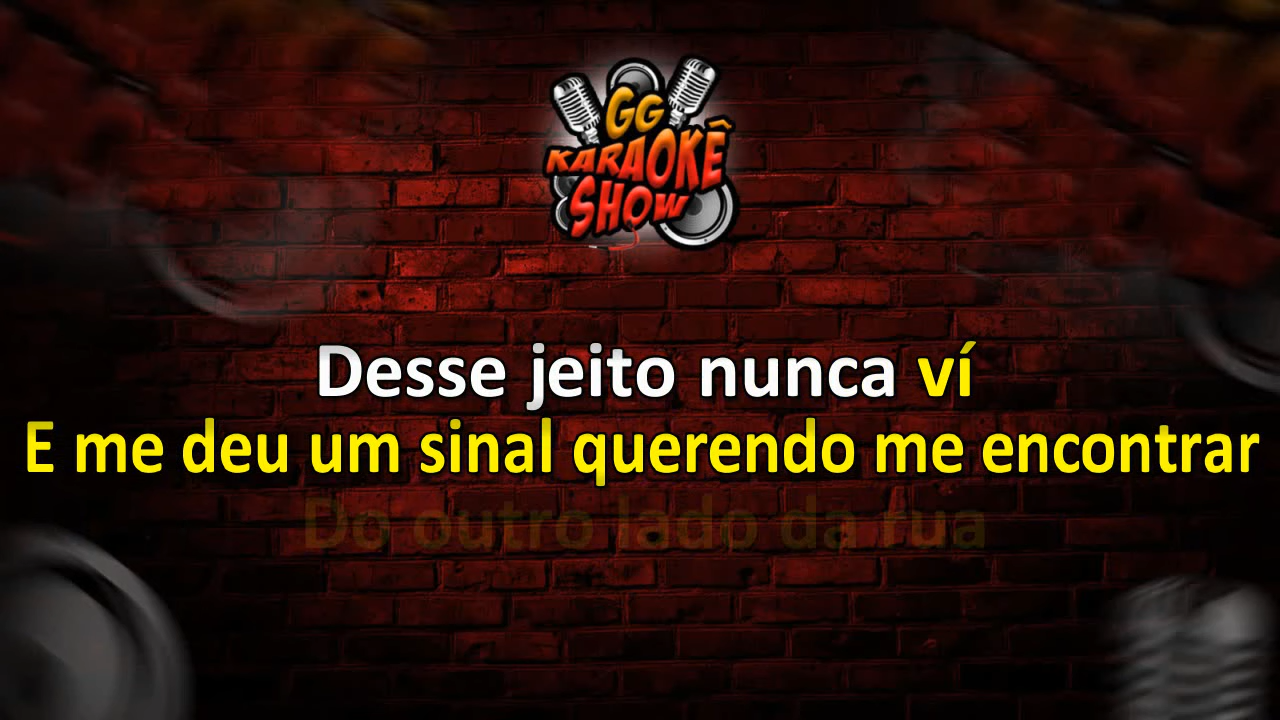 GG
KARAOKÊ
SHOW
Desse jeito nunca ví
E me deu um sinal querendo me encontrar
Do outro lado da rua